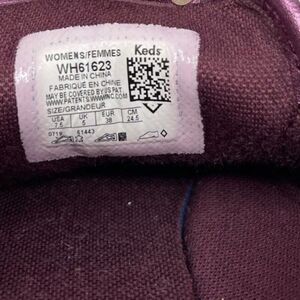 WOMENS/FEMMES
Keds
WH61623
MADE IN CHINA
FABRIQUÉ EN CHINE
MAY BE COVERED BY US PAT.
WWW.PATENTS/WWWINC.COM
SIZE/GRANDEUR
USA UK EUR CM
7.5 5 38 24.5
0719 61443